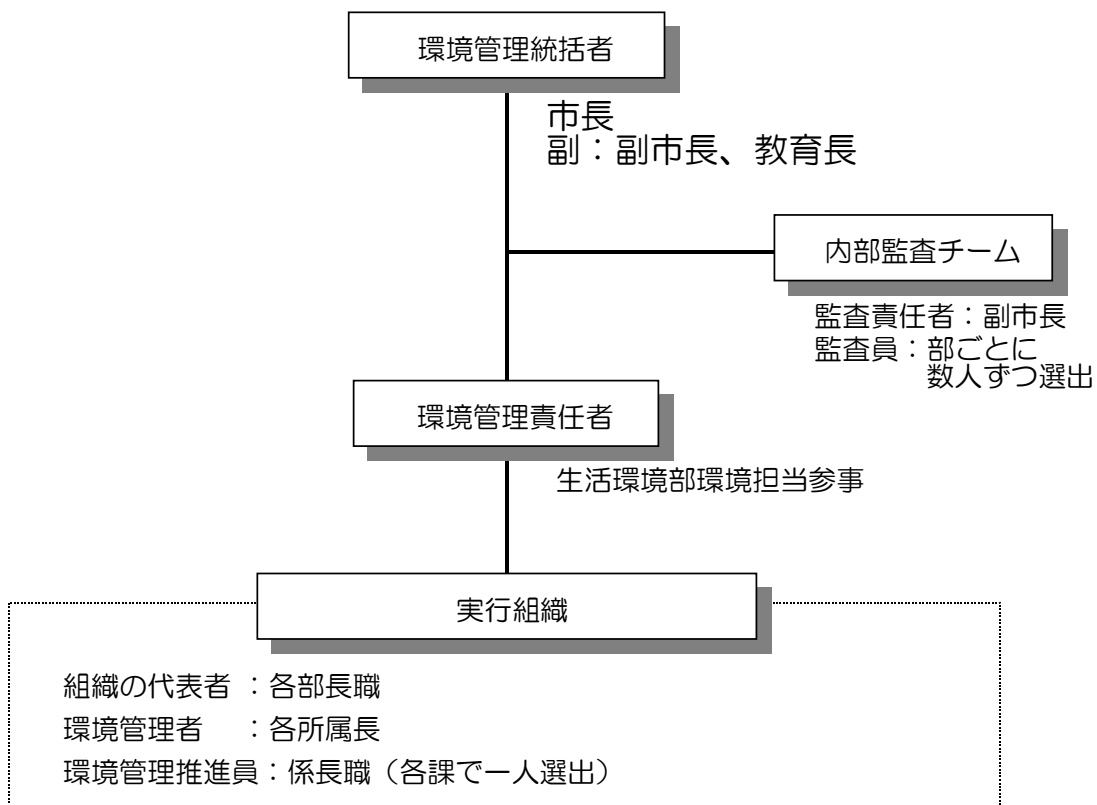 環境管理統括者
市長
副：副市長、教育長
内部監査チーム
監査責任者：副市長
監査員：部ごとに
数人ずつ選出
環境管理責任者
生活環境部環境担当参事
実行組織
組織の代表者 ：各部長職
環境管理者　 ：各所属長
環境管理推進員：係長職（各課で一人選出）